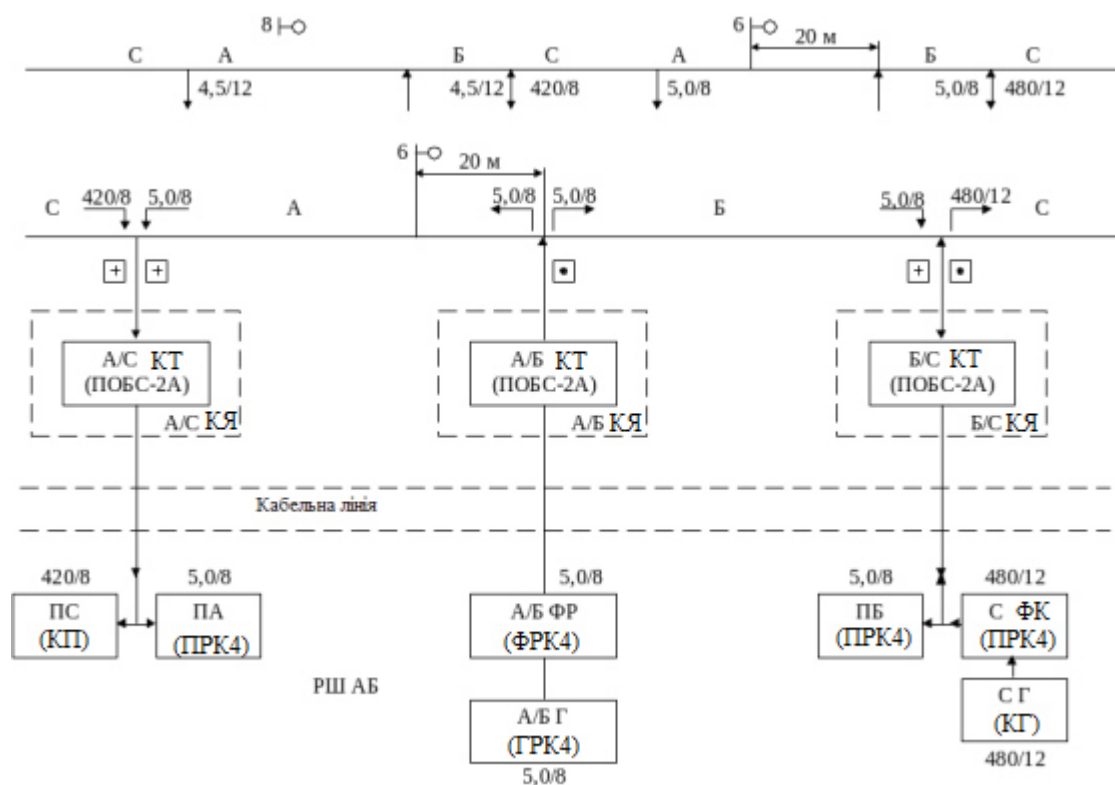 8
6
20 м
С А Б С А Б С
4,5/12 4,5/12 420/8 5,0/8 5,0/8 480/12
6
20 м
420/8 5,0/8 5,0/8 5,0/8 5,0/8 480/12
С А Б С
+ + • + •
А/С КТ
(ПОБС-2А)
А/С КЯ
А/Б КТ
(ПОБС-2А)
А/Б КЯ
Б/С КТ
(ПОБС-2А)
Б/С КЯ
Кабельна лінія
420/8 5,0/8 5,0/8 5,0/8 480/12
ПС
(КП)
ПА
(ПРК4)
А/Б ФР
(ФРК4)
ПБ
(ПРК4)
С ФК
(ПРК4)
РШ АБ
А/Б Г
(ГРК4)
5,0/8
С Г
(КГ)
480/12